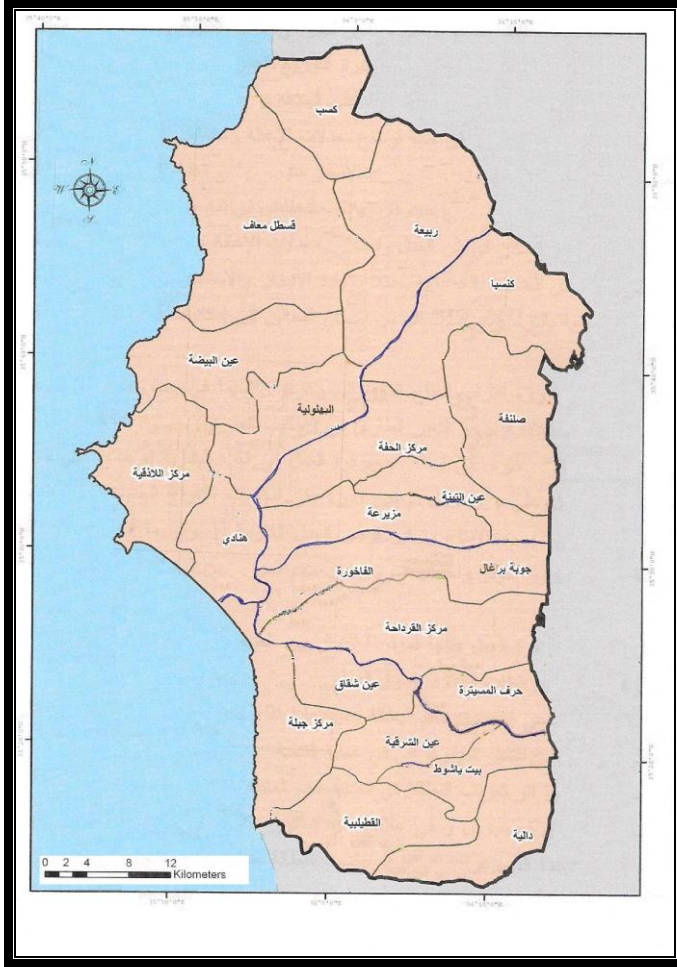 كسب
قسطل معاف
ربيعة
كنسبا
عين البيضة
البهلولية
صلنفة
مركز الحفة
مركز اللاذقية
عين التينة
مزيرعة
هنادي
الفاخورة
جوبة برغال
مركز القرداحة
عين شقاق
حرف المسيترة
مركز جبلة
عين الشرقية
بيت ياشوط
القطيلبية
دالية
N
W
E
S
0 2 4 8 12
Kilometers